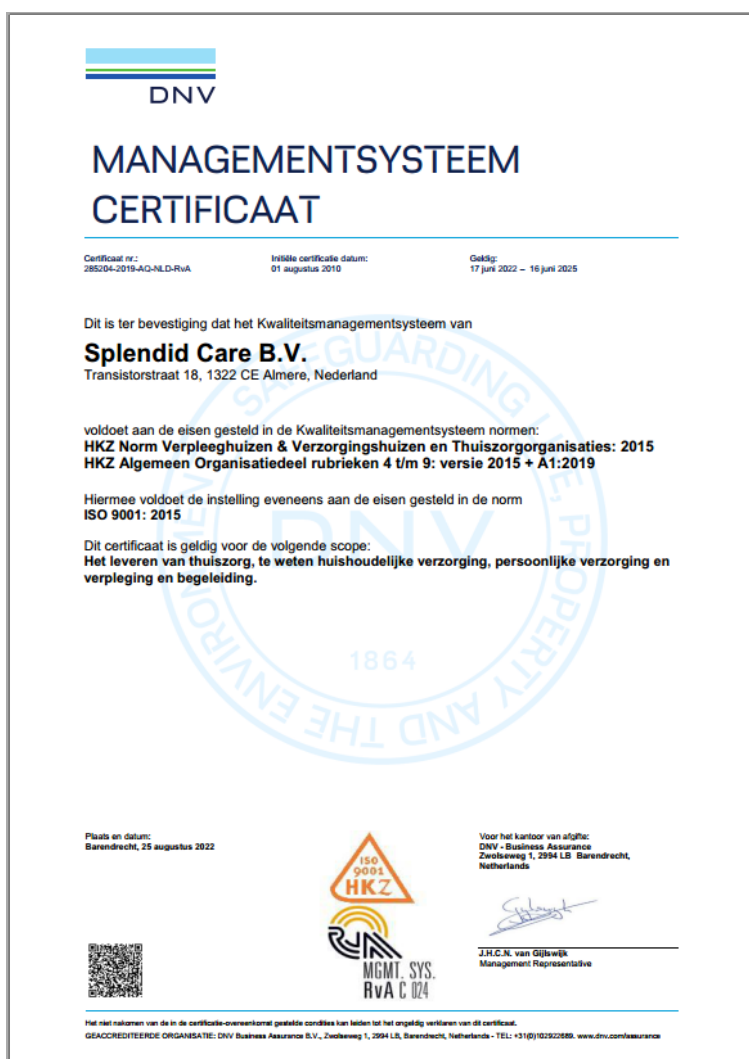 DNV
MANAGEMENTSYSTEEM
CERTIFICAAT
Certificaat nr.:
285204-2019-AQ-NLD-RvA
Initiële certificatie datum:
01 augustus 2010
Geldig:
17 juni 2022 – 16 juni 2025
Dit is ter bevestiging dat het Kwaliteitsmanagementsysteem van
Splendid Care B.V.
Transistorstraat 18, 1322 CE Almere, Nederland
voldoet aan de eisen gesteld in de Kwaliteitsmanagementsysteem normen:
HKZ Norm Verpleeghuizen & Verzorgingshuizen en Thuiszorgorganisaties: 2015
HKZ Algemeen Organisatiedeel rubrieken 4 t/m 9: versie 2015 + A1:2019
Hiermee voldoet de instelling eveneens aan de eisen gesteld in de norm
ISO 9001: 2015
Dit certificaat is geldig voor de volgende scope:
Het leveren van thuiszorg, te weten huishoudelijke verzorging, persoonlijke verzorging en
verpleging en begeleiding.
SAFEGUARDING LIFE, PROPERTY AND THE ENVIRONMEN
DNV
1864
Plaats en datum:
Barendrecht, 25 augustus 2022
ISO
9001
HKZ
RvA
MGMT. SYS.
RvA C 024
Voor het kantoor van afgifte:
DNV - Business Assurance
Zwolseweg 1, 2994 LB Barendrecht,
Netherlands
J.H.C.N. van Gijlswijk
Management Representative
Het niet nakomen van de in de certificatie-overeenkomst gestelde condities kan leiden tot het ongeldig verklaren van dit certificaat.
GEACCREDITEERDE ORGANISATIE: DNV Business Assurance B.V., Zwolseweg 1, 2994 LB, Barendrecht, Netherlands - TEL: +31(0)102922689. www.dnv.com/assurance